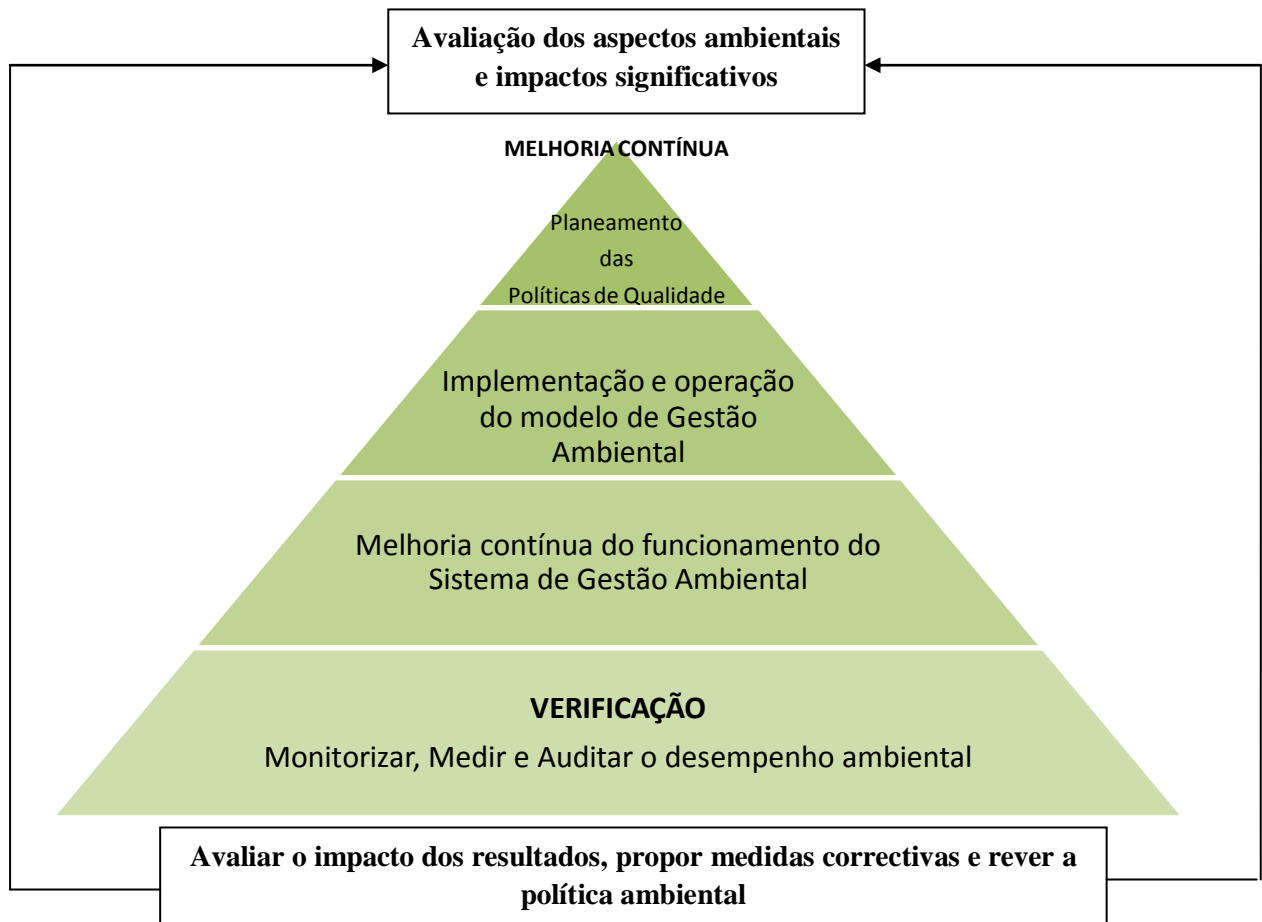 Avaliação dos aspectos ambientais
e impactos significativos
MELHORIA CONTÍNUA
Planeamento
das
Políticas de Qualidade
Implementação e operação
do modelo de Gestão
Ambiental
Melhoria contínua do funcionamento do
Sistema de Gestão Ambiental
VERIFICAÇÃO
Monitorizar, Medir e Auditar o desempenho ambiental
Avaliar o impacto dos resultados, propor medidas correctivas e rever a
política ambiental